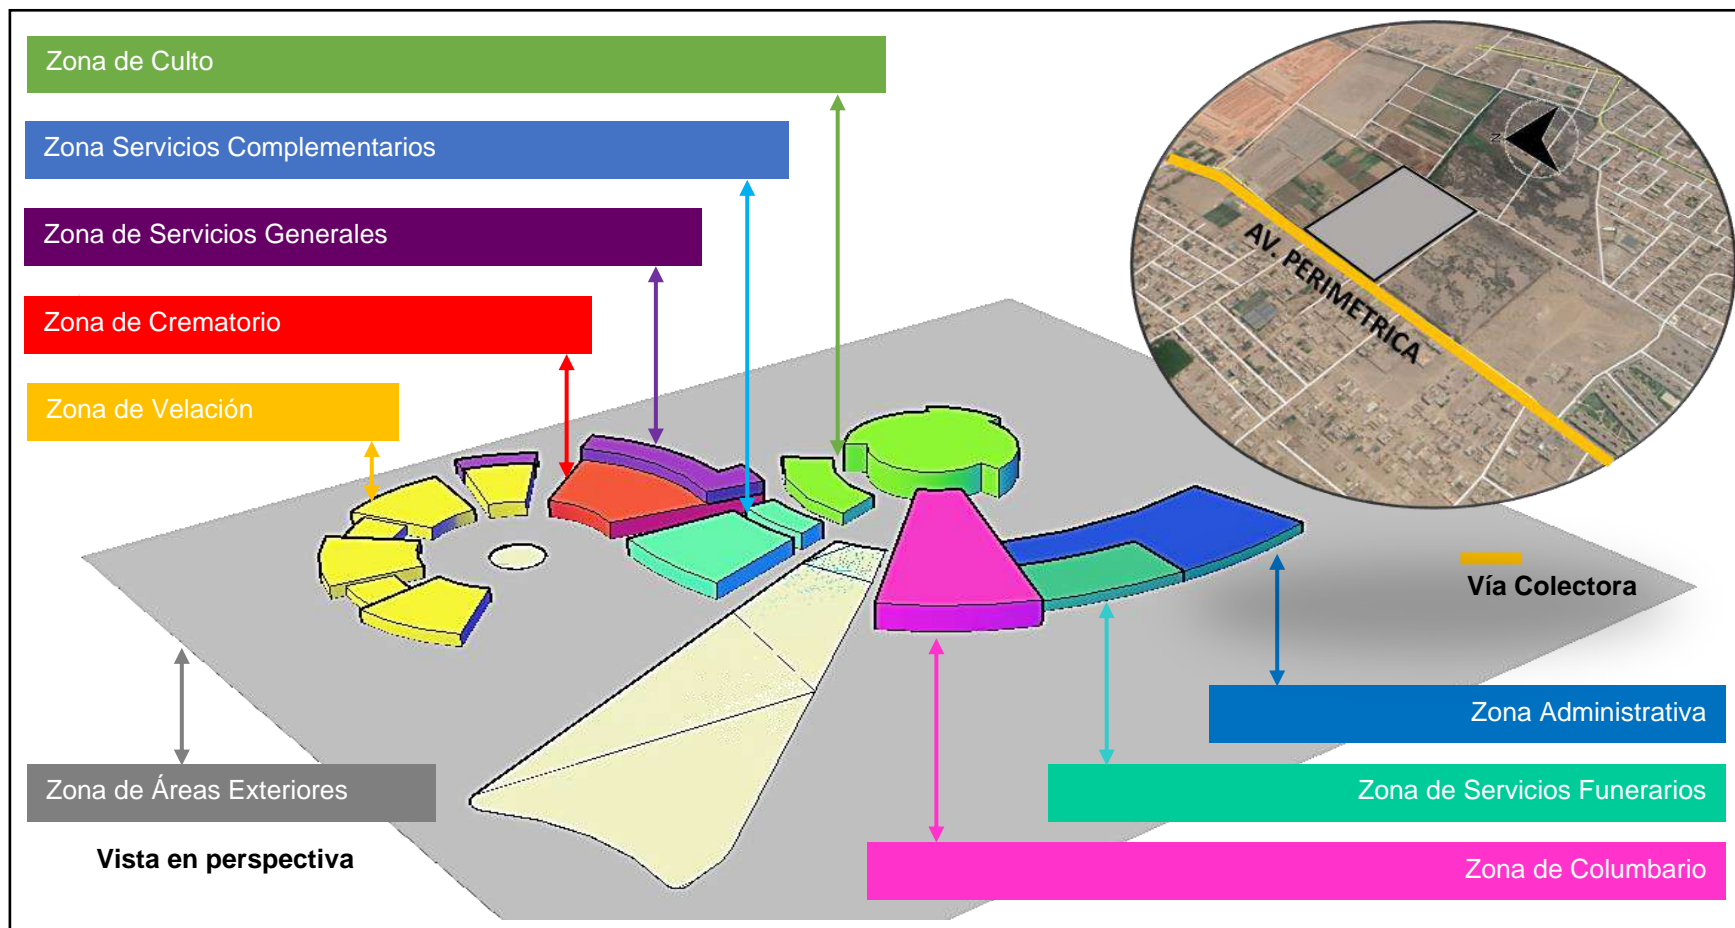 Zona de Culto
Zona Servicios Complementarios
Zona de Servicios Generales
Zona de Crematorio
Zona de Velación
N
AV. PERIMETRICA
Vía Colectora
Zona Administrativa
Zona de Áreas Exteriores
Zona de Servicios Funerarios
Vista en perspectiva
Zona de Columbario